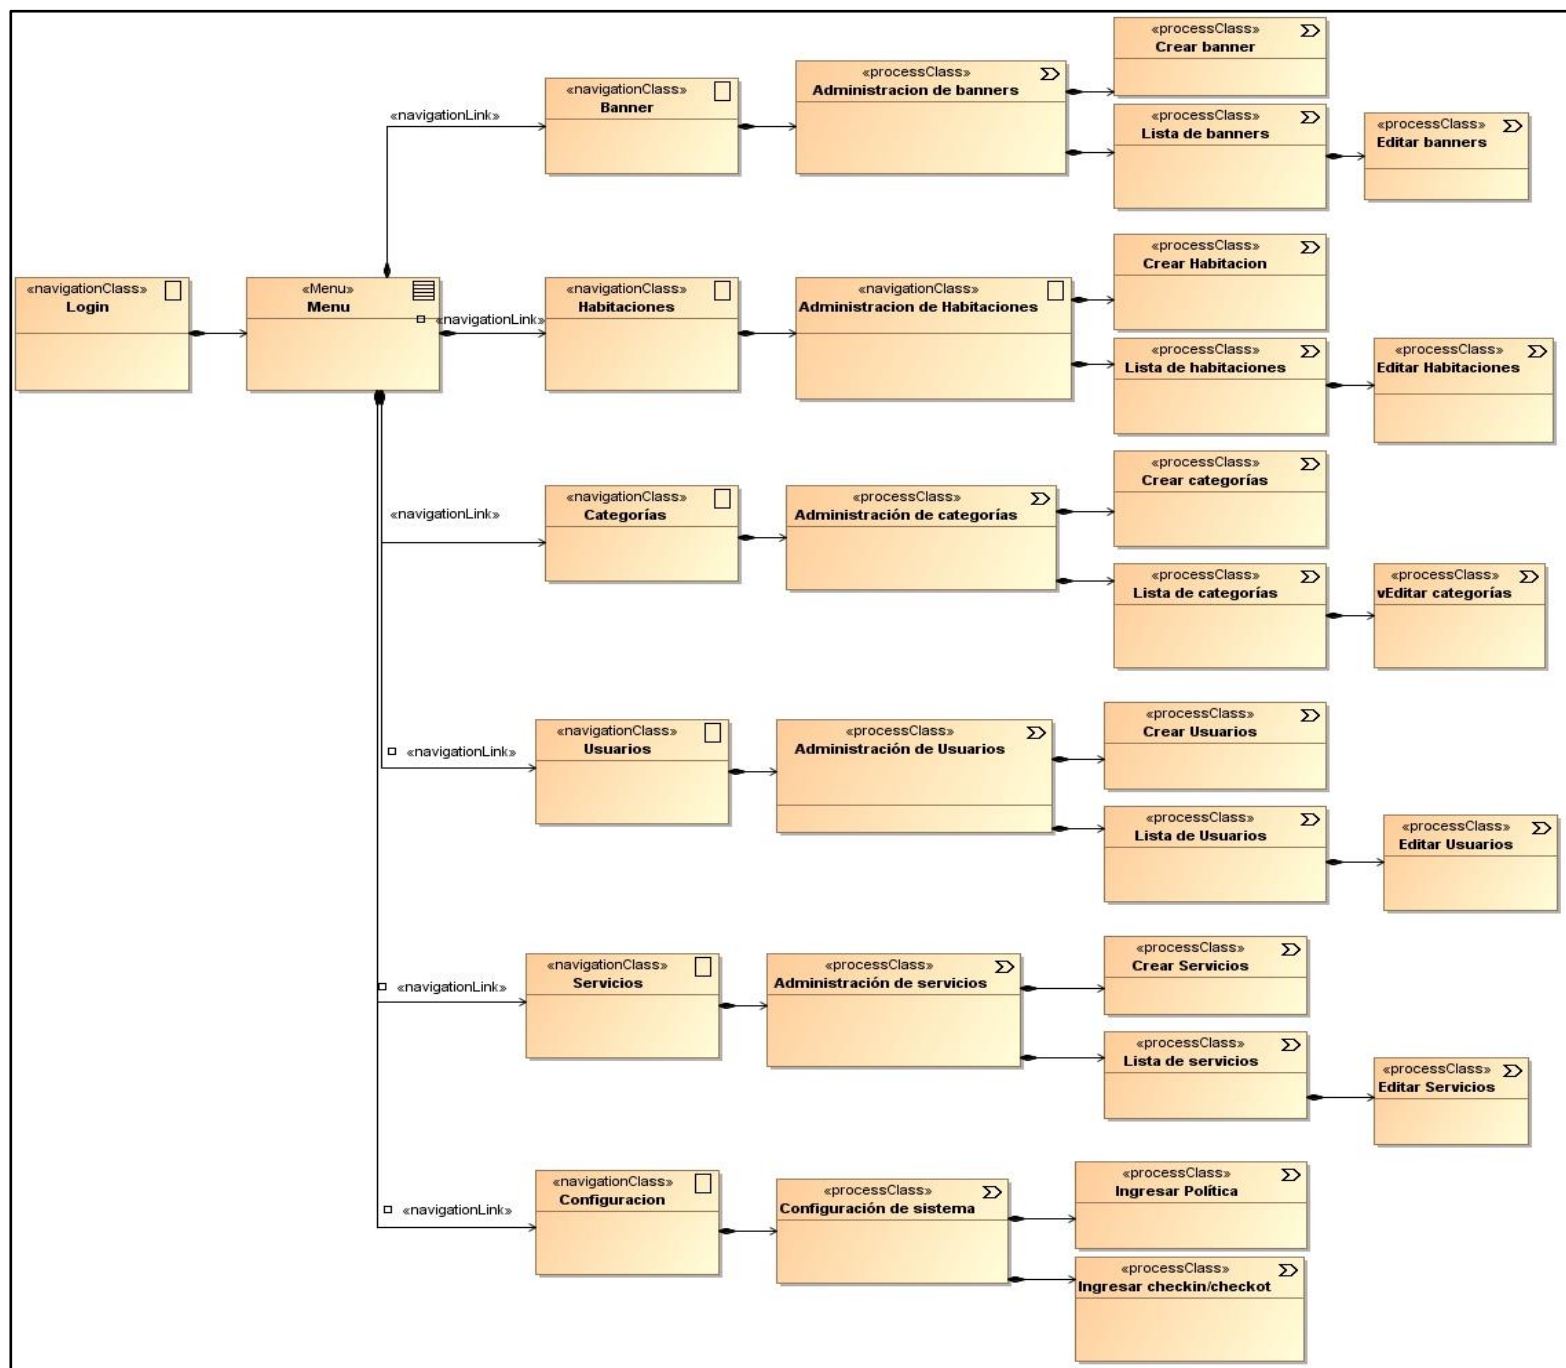 «processClass»
Crear banner
«navigationClass»
Banner
«processClass»
Administracion de banners
«navigationLink»
«processClass»
Lista de banners
«processClass»
Editar banners
«navigationClass»
Login
«Menu»
Menu
«navigationLink»
«navigationClass»
Habitaciones
«navigationClass»
Administracion de Habitaciones
«processClass»
Crear Habitacion
«processClass»
Lista de habitaciones
«processClass»
Editar Habitaciones
«navigationLink»
«navigationClass»
Categorías
«processClass»
Administración de categorías
«processClass»
Crear categorías
«processClass»
Lista de categorías
«processClass»
vEditar categorías
«navigationLink»
«navigationClass»
Usuarios
«processClass»
Administración de Usuarios
«processClass»
Crear Usuarios
«processClass»
Lista de Usuarios
«processClass»
Editar Usuarios
«navigationLink»
«navigationClass»
Servicios
«processClass»
Administración de servicios
«processClass»
Crear Servicios
«processClass»
Lista de servicios
«processClass»
Editar Servicios
«navigationLink»
«navigationClass»
Configuracion
«processClass»
Configuración de sistema
«processClass»
Ingresar Política
«processClass»
Ingresar checkin/checkot